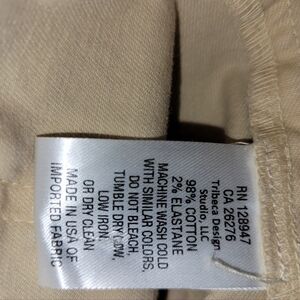 RN 128947
CA 26276
Tribeca Design
Studio, LLC
98% COTTON
2% ELASTANE
MACHINE WASH COLD
WITH SIMILAR COLORS.
DO NOT BLEACH.
TUMBLE DRY LOW.
LOW IRON.
OR DRY CLEAN
MADE IN USA OF
IMPORTED FABRIC